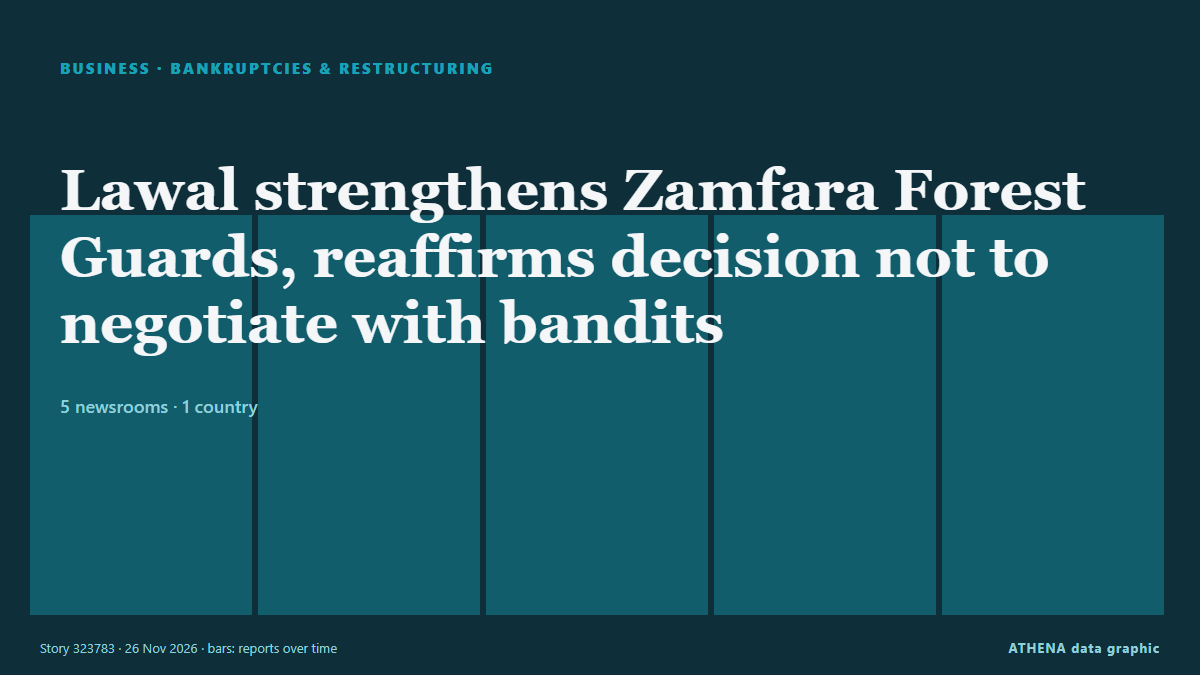 BUSINESS · BANKRUPTCIES & RESTRUCTURING
Lawal strengthens Zamfara Forest
Guards, reaffirms decision not to
negotiate with bandits
5 newsrooms · 1 country
Story 323783 · 26 Nov 2026 · bars: reports over time
ATHENA data graphic